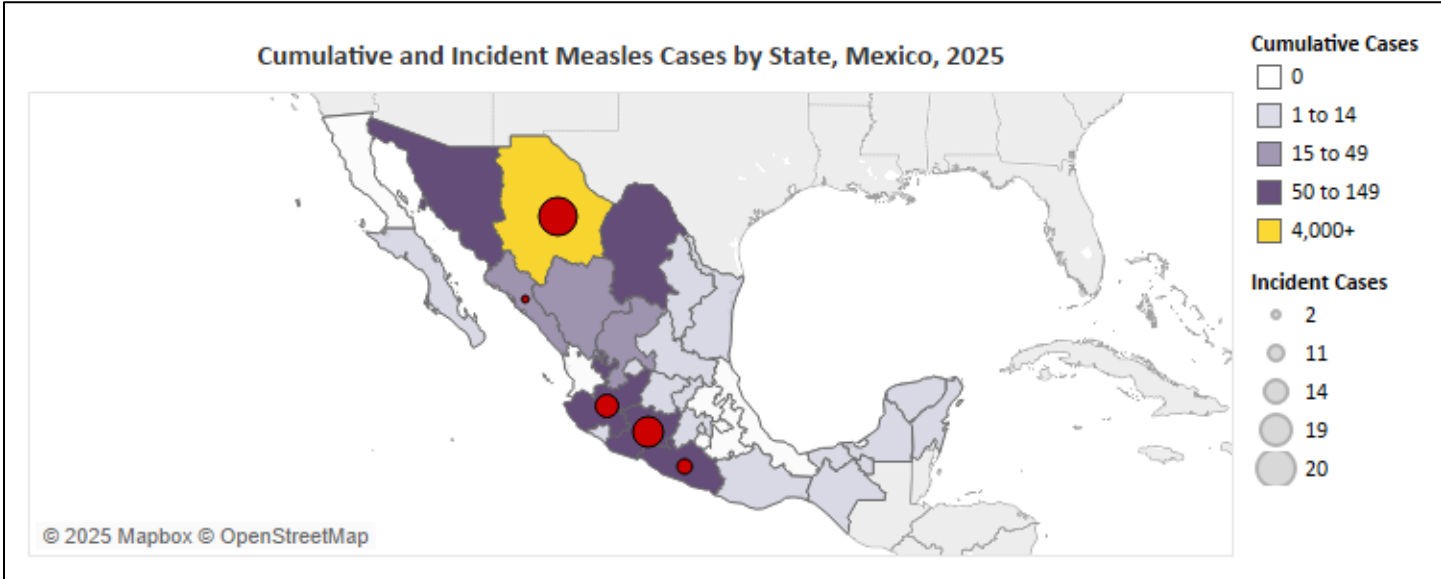 Cumulative and Incident Measles Cases by State, Mexico, 2025
Cumulative Cases
0
1 to 14
15 to 49
50 to 149
4,000+
Incident Cases
2
11
14
19
20
© 2025 Mapbox © OpenStreetMap